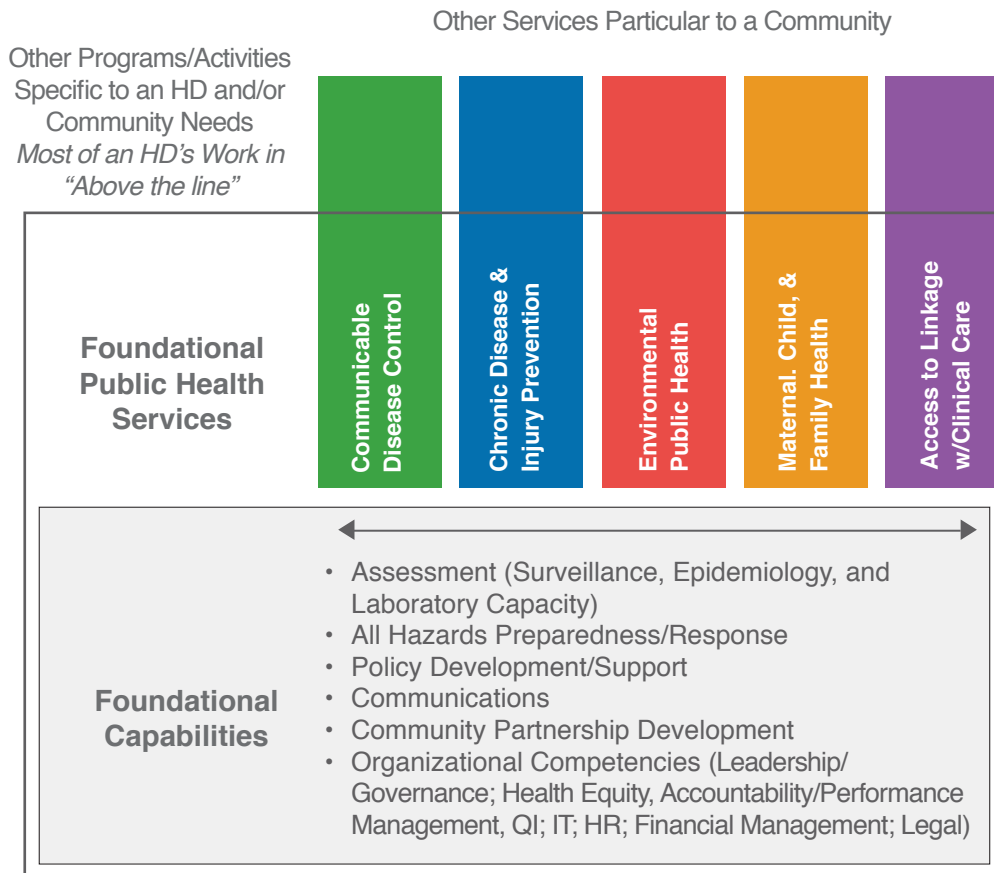 Other Services Particular to a Community
Other Programs/Activities
Specific to an HD and/or
Community Needs
Most of an HD’s Work in
“Above the line”
Foundational
Public Health
Services
Communicable
Disease Control
Chronic Disease &
Injury Prevention
Environmental
Public Health
Maternal. Child, &
Family Health
Access to Linkage
w/Clinical Care
Foundational
Capabilities
• Assessment (Surveillance, Epidemiology, and
Laboratory Capacity)
• All Hazards Preparedness/Response
• Policy Development/Support
• Communications
• Community Partnership Development
• Organizational Competencies (Leadership/
Governance; Health Equity, Accountability/Performance
Management, QI; IT; HR; Financial Management; Legal)